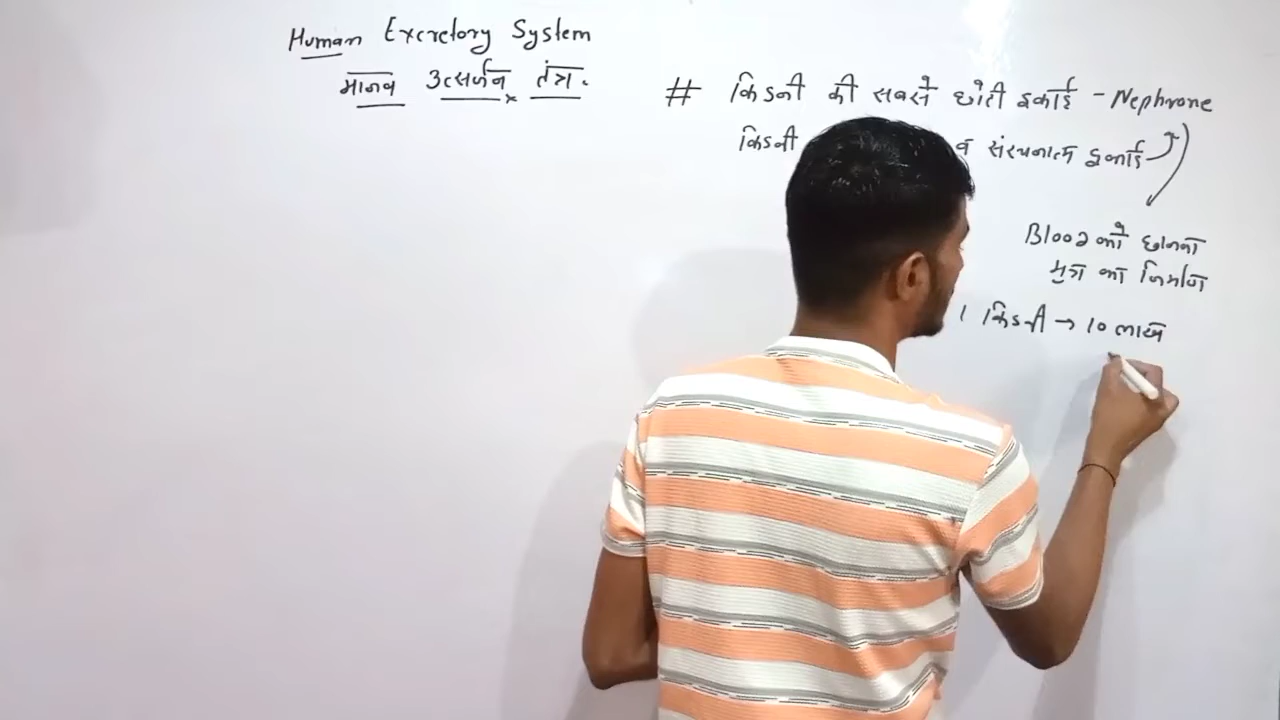 Human Excretory System
मानव उत्सर्जन तंत्र.
# किडनी की सबसे छोटी इकाई - Nephrone
किडनी व संरचनात्म इकाई
Blood को छानना
मुत्र का निर्माण
1 किडनी → 10 लाख